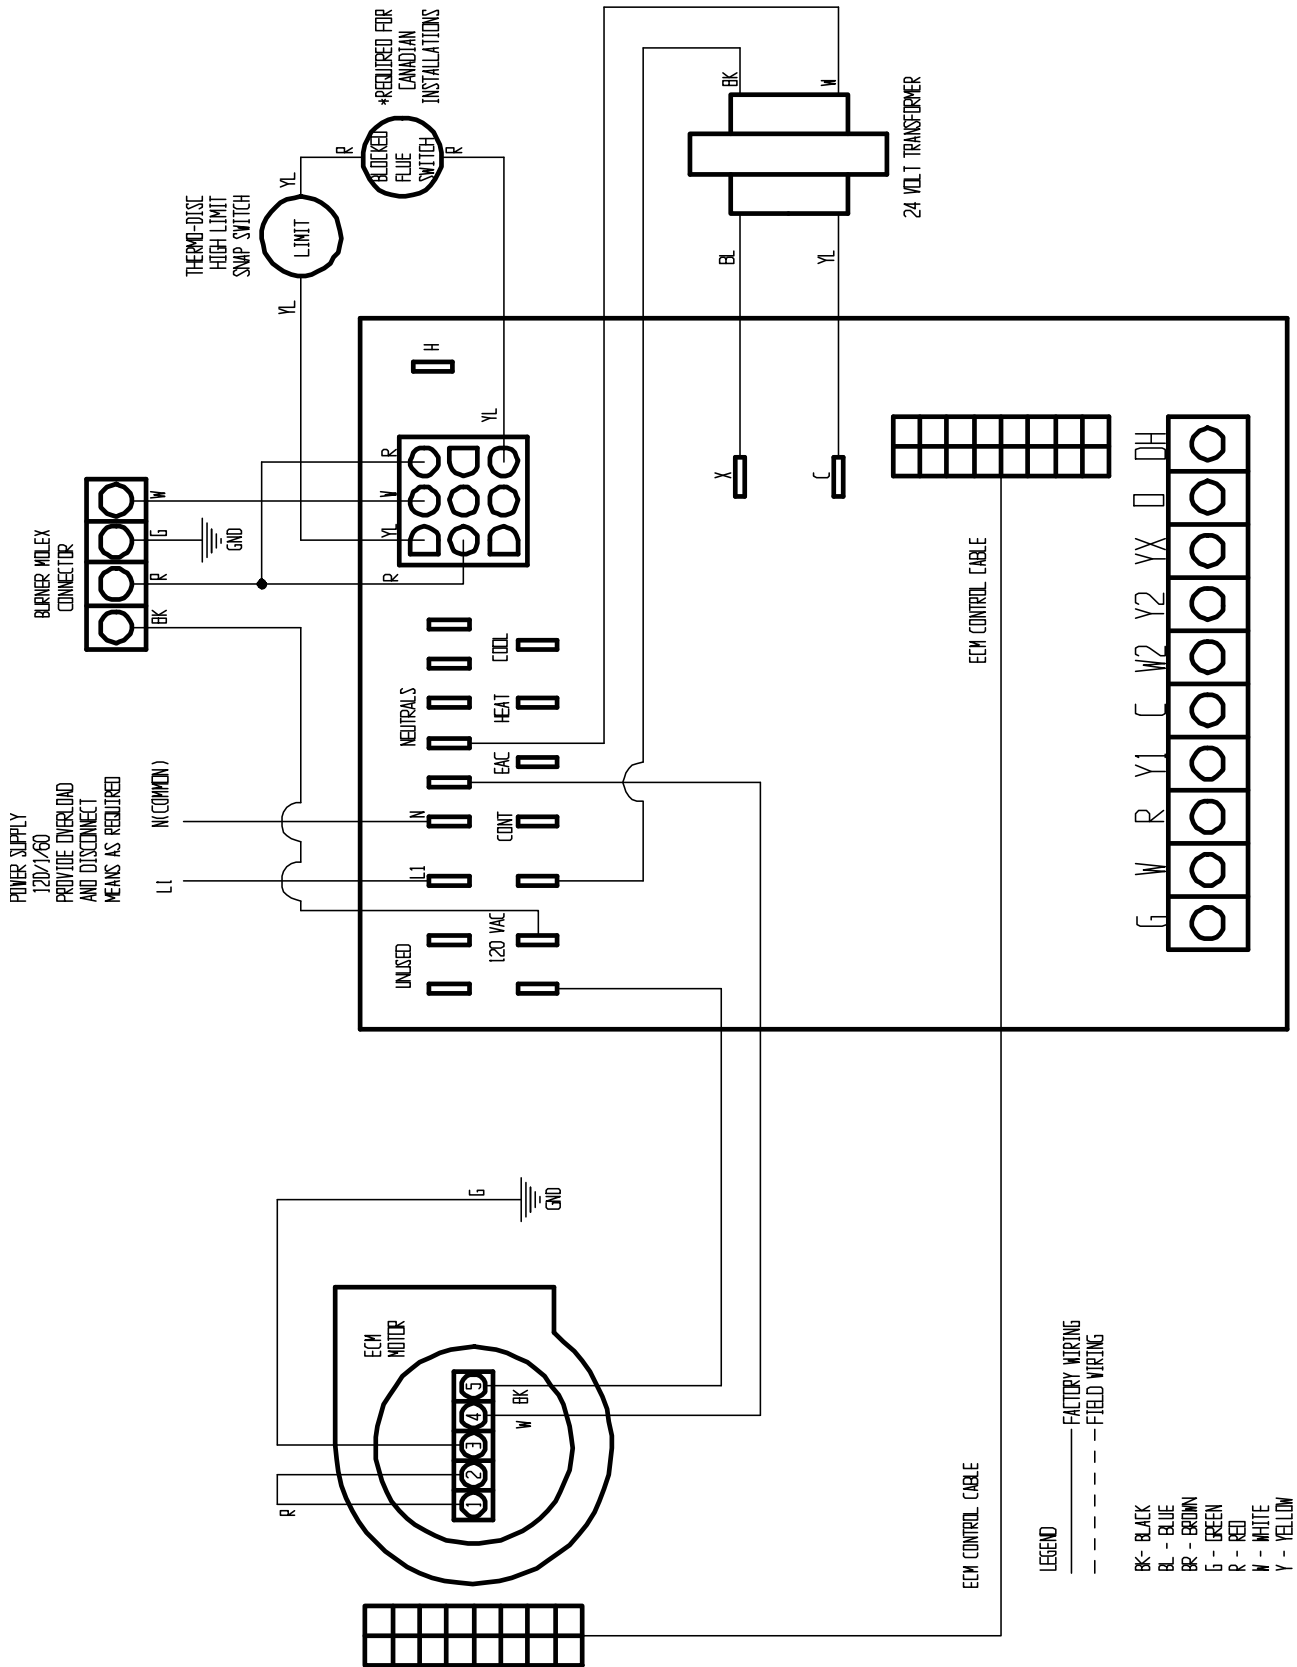 POWER SUPPLY
120/1/60
PROVIDE OVERLOAD
AND DISCONNECT
MEANS AS REQUIRED
L1
N(COMMON)
BURNER MOLEX
CONNECTOR
BK
R
G
W
GND
THERMO-DISC
HIGH LIMIT
SNAP SWITCH
LIMIT
YL
YL
*REQUIRED FOR
CANADIAN
INSTALLATIONS
BLOCKED
FLUE
SWITCH
R
R
BK
W
24 VOLT TRANSFORMER
BL
YL
H
R
W
YL
R
YL
UNUSED
L1
N
NEUTRALS
120 VAC
CONT
EAC
HEAT
COOL
X
C
ECM CONTROL CABLE
G
W
R
Y1
C
W2
Y2
YX
O
DH
G
GND
ECM
MOTOR
R
1
2
3
4
5
W
BK
ECM CONTROL CABLE
LEGEND
FACTORY WIRING
FIELD WIRING
BK- BLACK
BL - BLUE
BR - BROWN
G - GREEN
R - RED
W - WHITE
Y - YELLOW